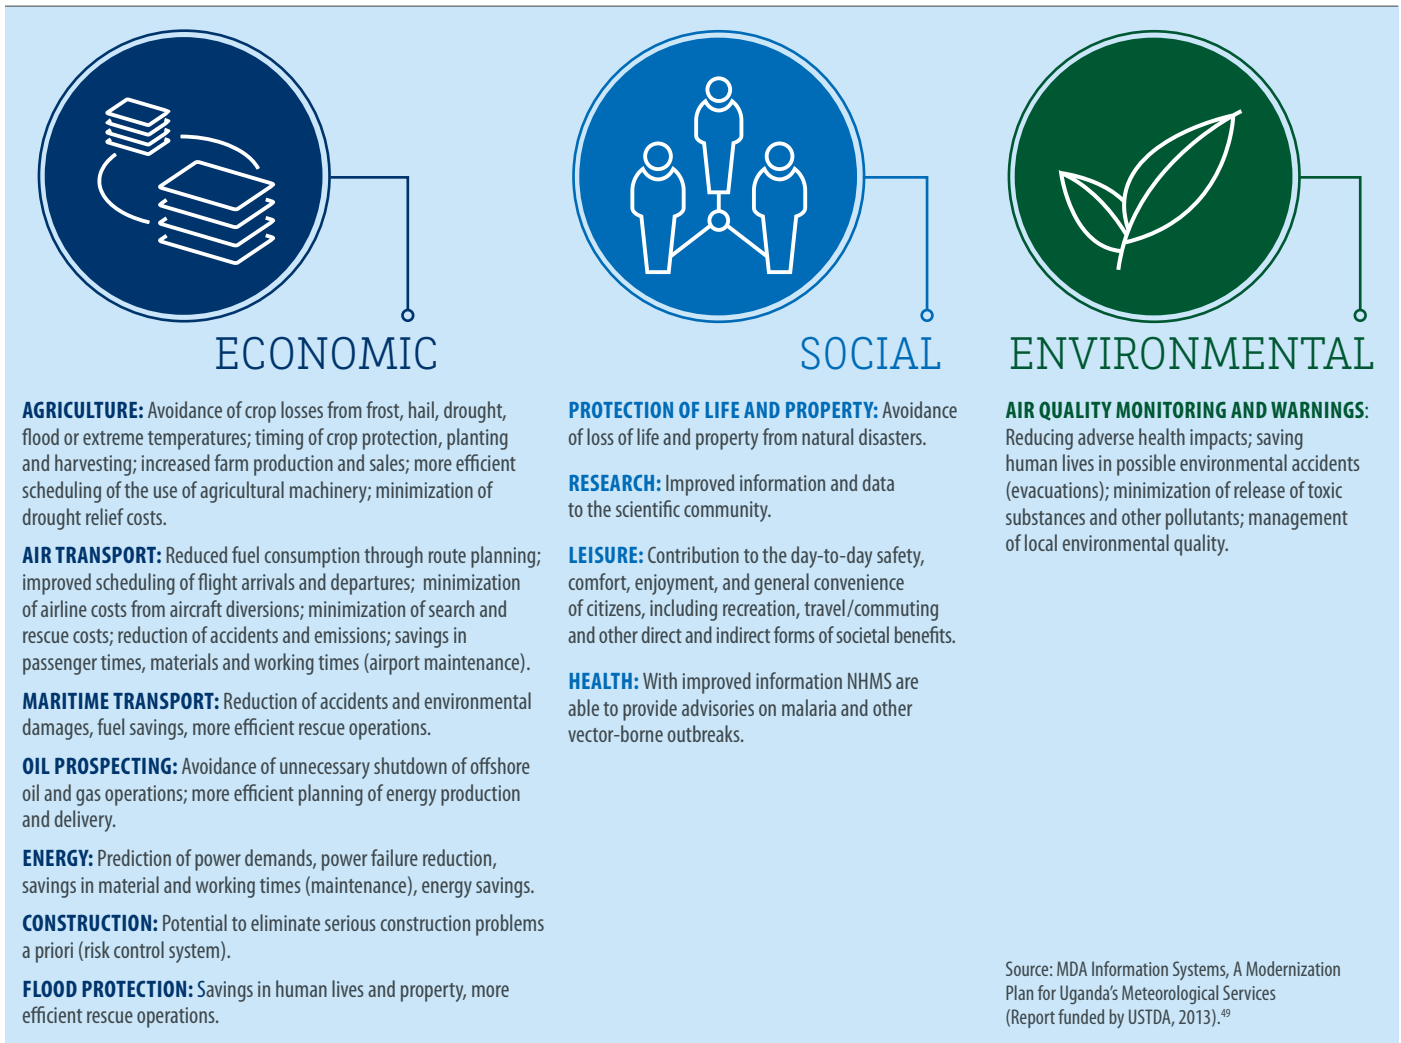 ECONOMIC
AGRICULTURE: Avoidance of crop losses from frost, hail, drought,
flood or extreme temperatures; timing of crop protection, planting
and harvesting; increased farm production and sales; more efficient
scheduling of the use of agricultural machinery; minimization of
drought relief costs.
AIR TRANSPORT: Reduced fuel consumption through route planning;
improved scheduling of flight arrivals and departures; minimization
of airline costs from aircraft diversions; minimization of search and
rescue costs; reduction of accidents and emissions; savings in
passenger times, materials and working times (airport maintenance).
MARITIME TRANSPORT: Reduction of accidents and environmental
damages, fuel savings, more efficient rescue operations.
OIL PROSPECTING: Avoidance of unnecessary shutdown of offshore
oil and gas operations; more efficient planning of energy production
and delivery.
ENERGY: Prediction of power demands, power failure reduction,
savings in material and working times (maintenance), energy savings.
CONSTRUCTION: Potential to eliminate serious construction problems
a priori (risk control system).
FLOOD PROTECTION: Savings in human lives and property, more
efficient rescue operations.
SOCIAL
PROTECTION OF LIFE AND PROPERTY: Avoidance
of loss of life and property from natural disasters.
RESEARCH: Improved information and data
to the scientific community.
LEISURE: Contribution to the day-to-day safety,
comfort, enjoyment, and general convenience
of citizens, including recreation, travel/commuting
and other direct and indirect forms of societal benefits.
HEALTH: With improved information NHMS are
able to provide advisories on malaria and other
vector-borne outbreaks.
ENVIRONMENTAL
AIR QUALITY MONITORING AND WARNINGS:
Reducing adverse health impacts; saving
human lives in possible environmental accidents
(evacuations); minimization of release of toxic
substances and other pollutants; management
of local environmental quality.
Source: MDA Information Systems, A Modernization
Plan for Uganda's Meteorological Services
(Report funded by USTDA, 2013).49